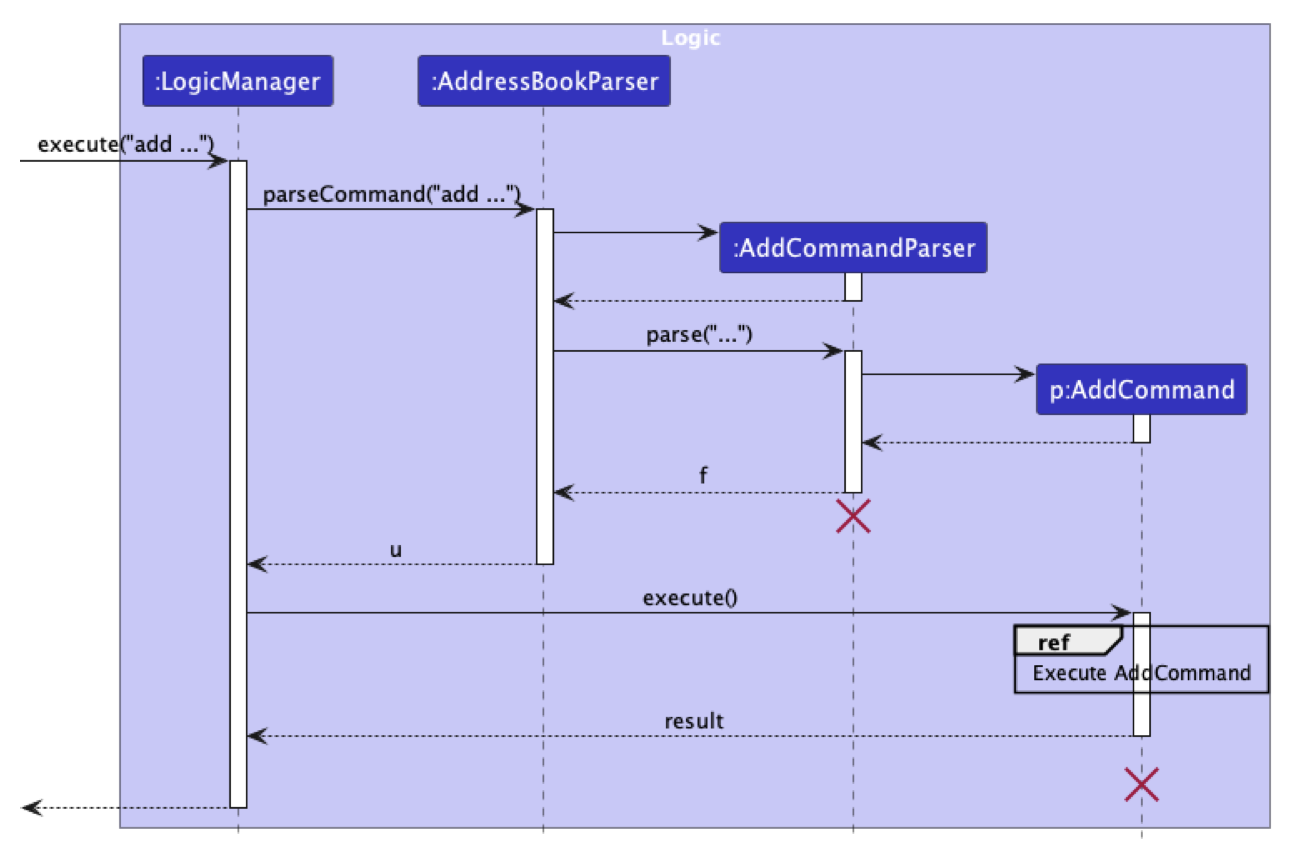 Logic
:LogicManager
:AddressBookParser
execute("add ...")
parseCommand("add ...")
:AddCommandParser
parse("...")
p:AddCommand
f
u
execute()
ref
Execute AddCommand
result